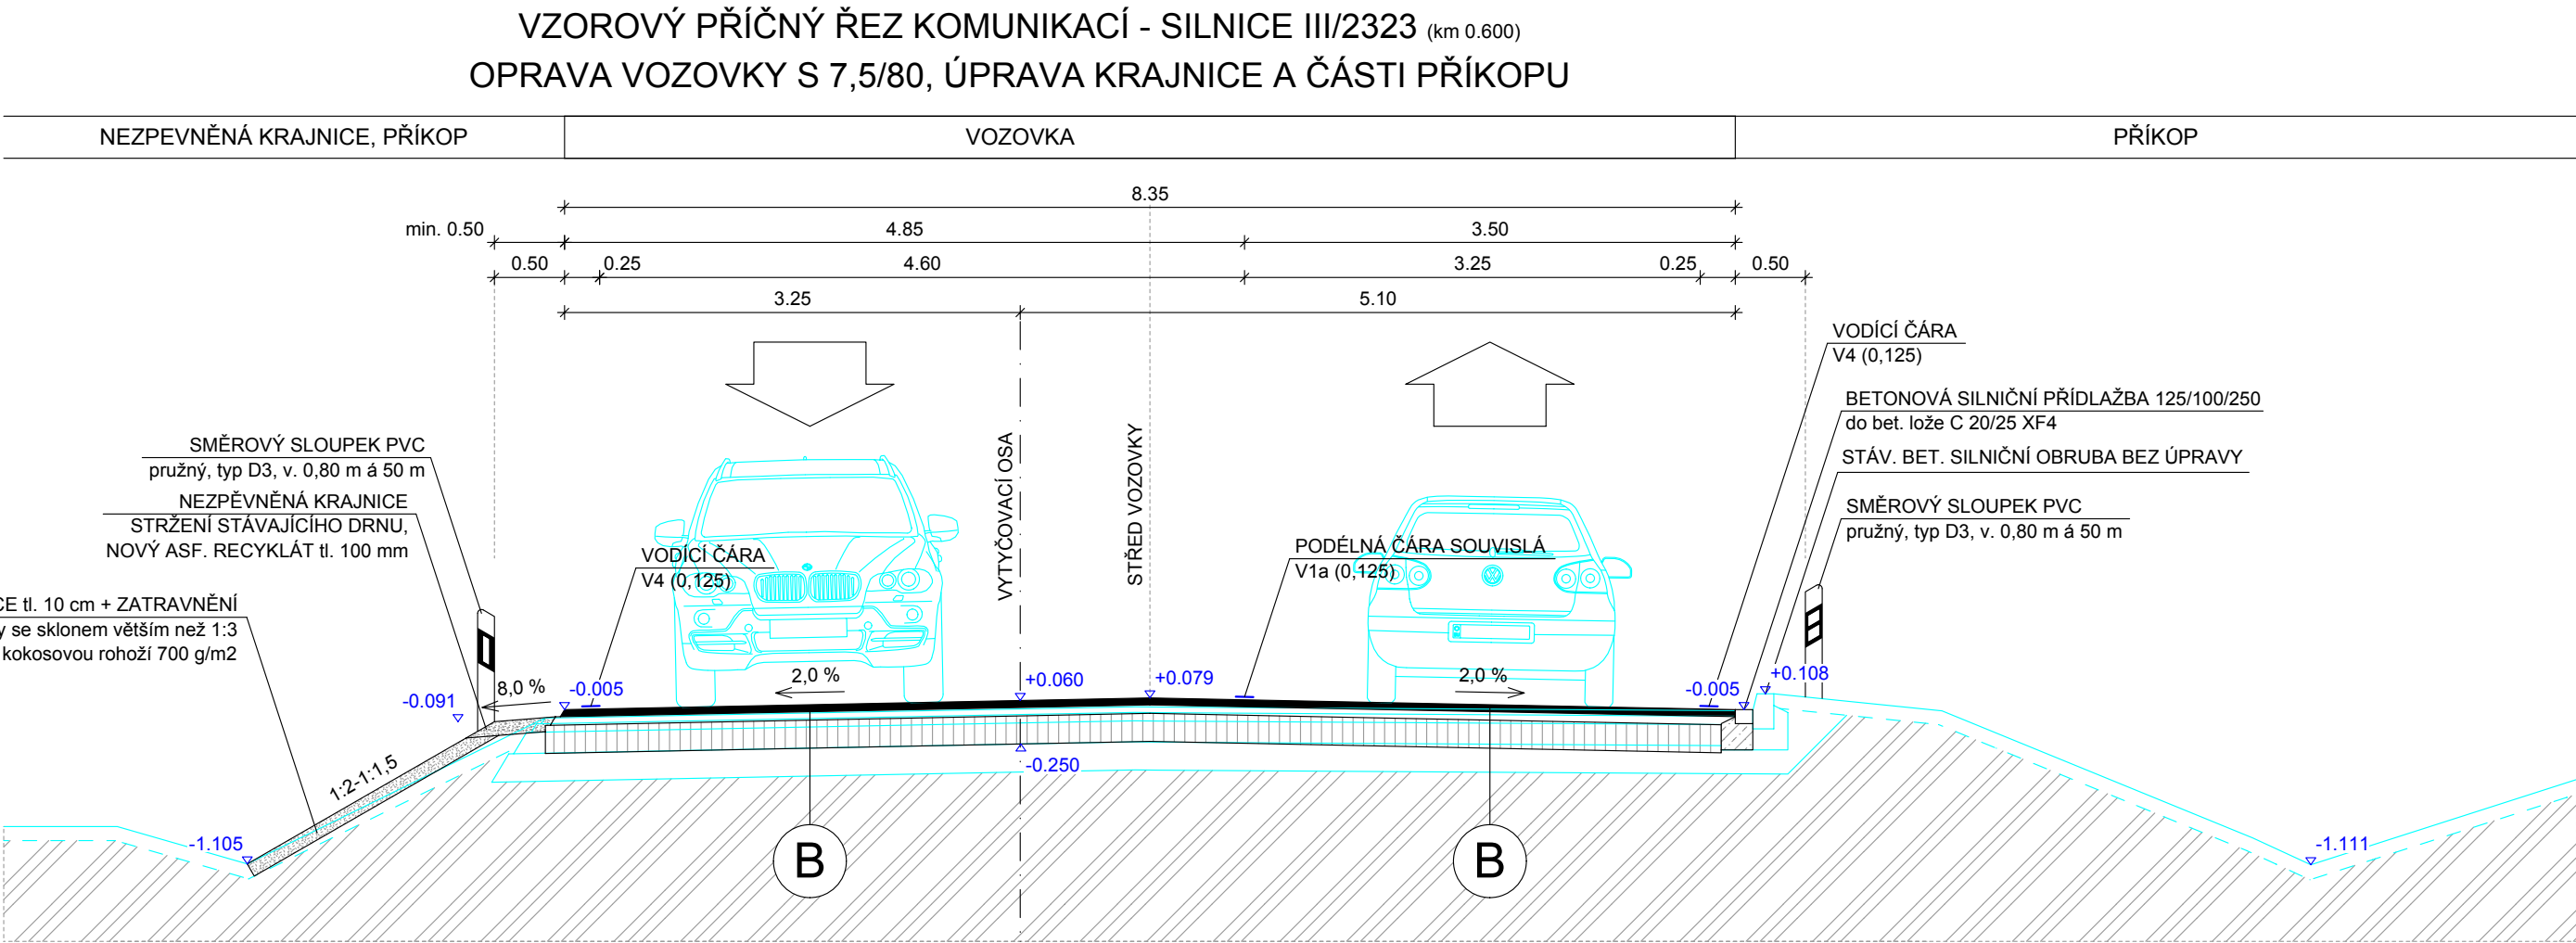 VZOROVÝ PŘÍČNÝ ŘEZ KOMUNIKACÍ - SILNICE III/2323 (km 0.600)
OPRAVA VOZOVKY S 7,5/80, ÚPRAVA KRAJNICE A ČÁSTI PŘÍKOPU
NEZPEVNĚNÁ KRAJNICE, PŘÍKOP
VOZOVKA
PŘÍKOP
8.35
min. 0.50
4.85
3.50
0.50
0.25
4.60
3.25
0.25
0.50
3.25
5.10
VODÍCÍ ČÁRA
V4 (0,125)
BETONOVÁ SILNIČNÍ PŘÍDLAŽBA 125/100/250
do bet. lože C 20/25 XF4
STÁV. BET. SILNIČNÍ OBRUBA BEZ ÚPRAVY
SMĚROVÝ SLOUPEK PVC
pružný, typ D3, v. 0,80 m á 50 m
SMĚROVÝ SLOUPEK PVC
pružný, typ D3, v. 0,80 m á 50 m
NEZPĚVNĚNÁ KRAJNICE
STRŽENÍ STÁVAJÍCÍHO DRNU,
NOVÝ ASF. RECYKLÁT tl. 100 mm
VYTYČOVACÍ OSA
STŘED VOZOVKY
VODÍCÍ ČÁRA
V4 (0,125)
PODÉLNÁ ČÁRA SOUVISLÁ
V1a (0,125)
CE tl. 10 cm + ZATRAVNĚNÍ
y se sklonem větším než 1:3
kokosovou rohoží 700 g/m2
-0.091
8,0 %
-0.005
2,0 %
+0.060
+0.079
2,0 %
-0.005
+0.108
-0.250
1:2-1:1,5
-1.105
-1.111
B
B